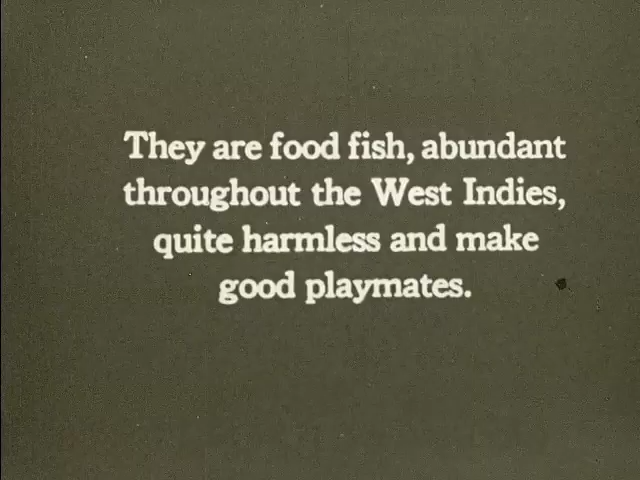 They are food fish, abundant
throughout the West Indies,
quite harmless and make
good playmates.